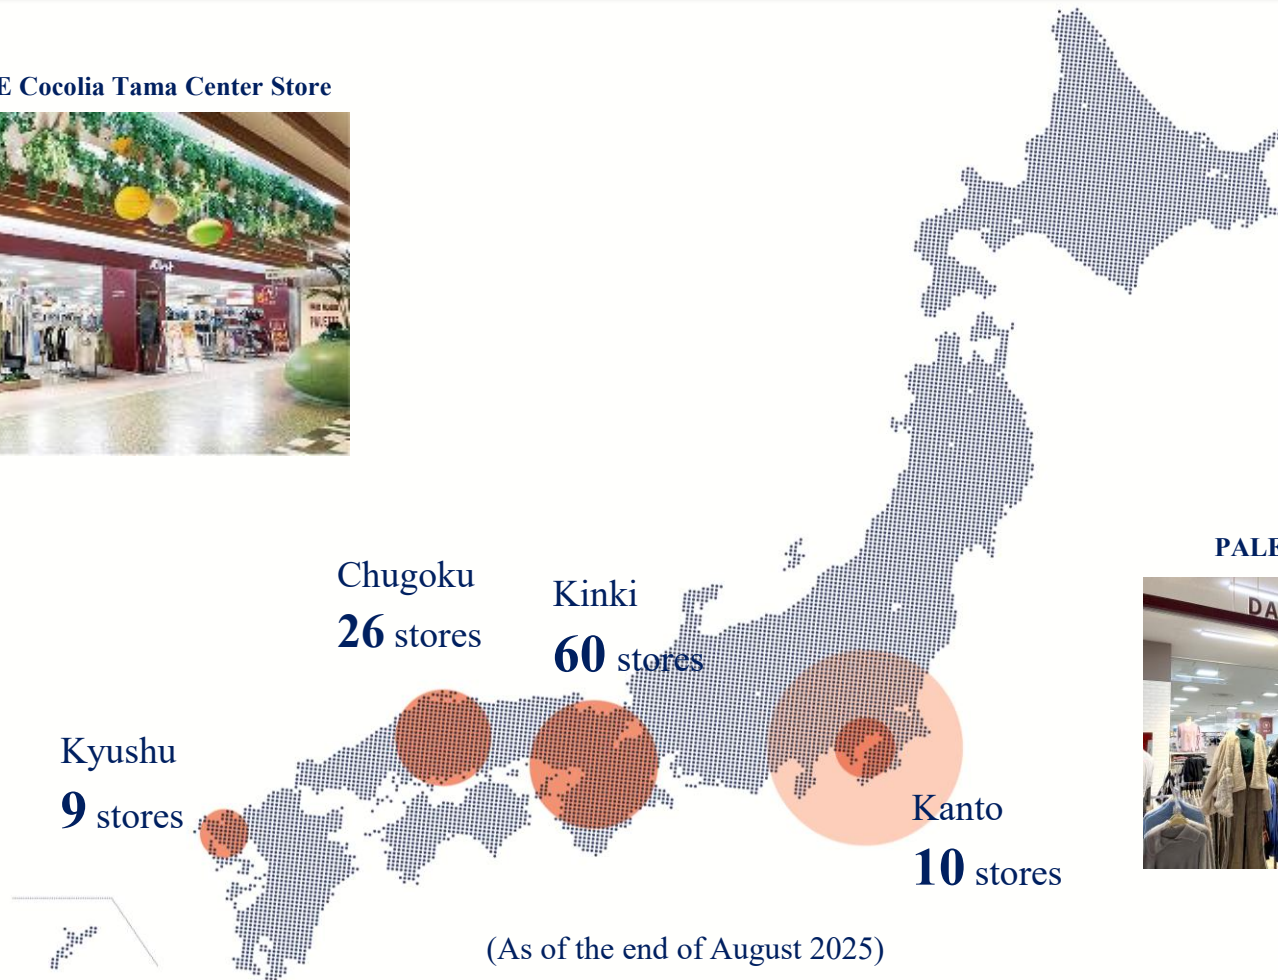 E Cocolia Tama Center Store
Chugoku
26 stores
Kinki
60 stores
Kyushu
9 stores
Kanto
10 stores
(As of the end of August 2025)
PALE
DA